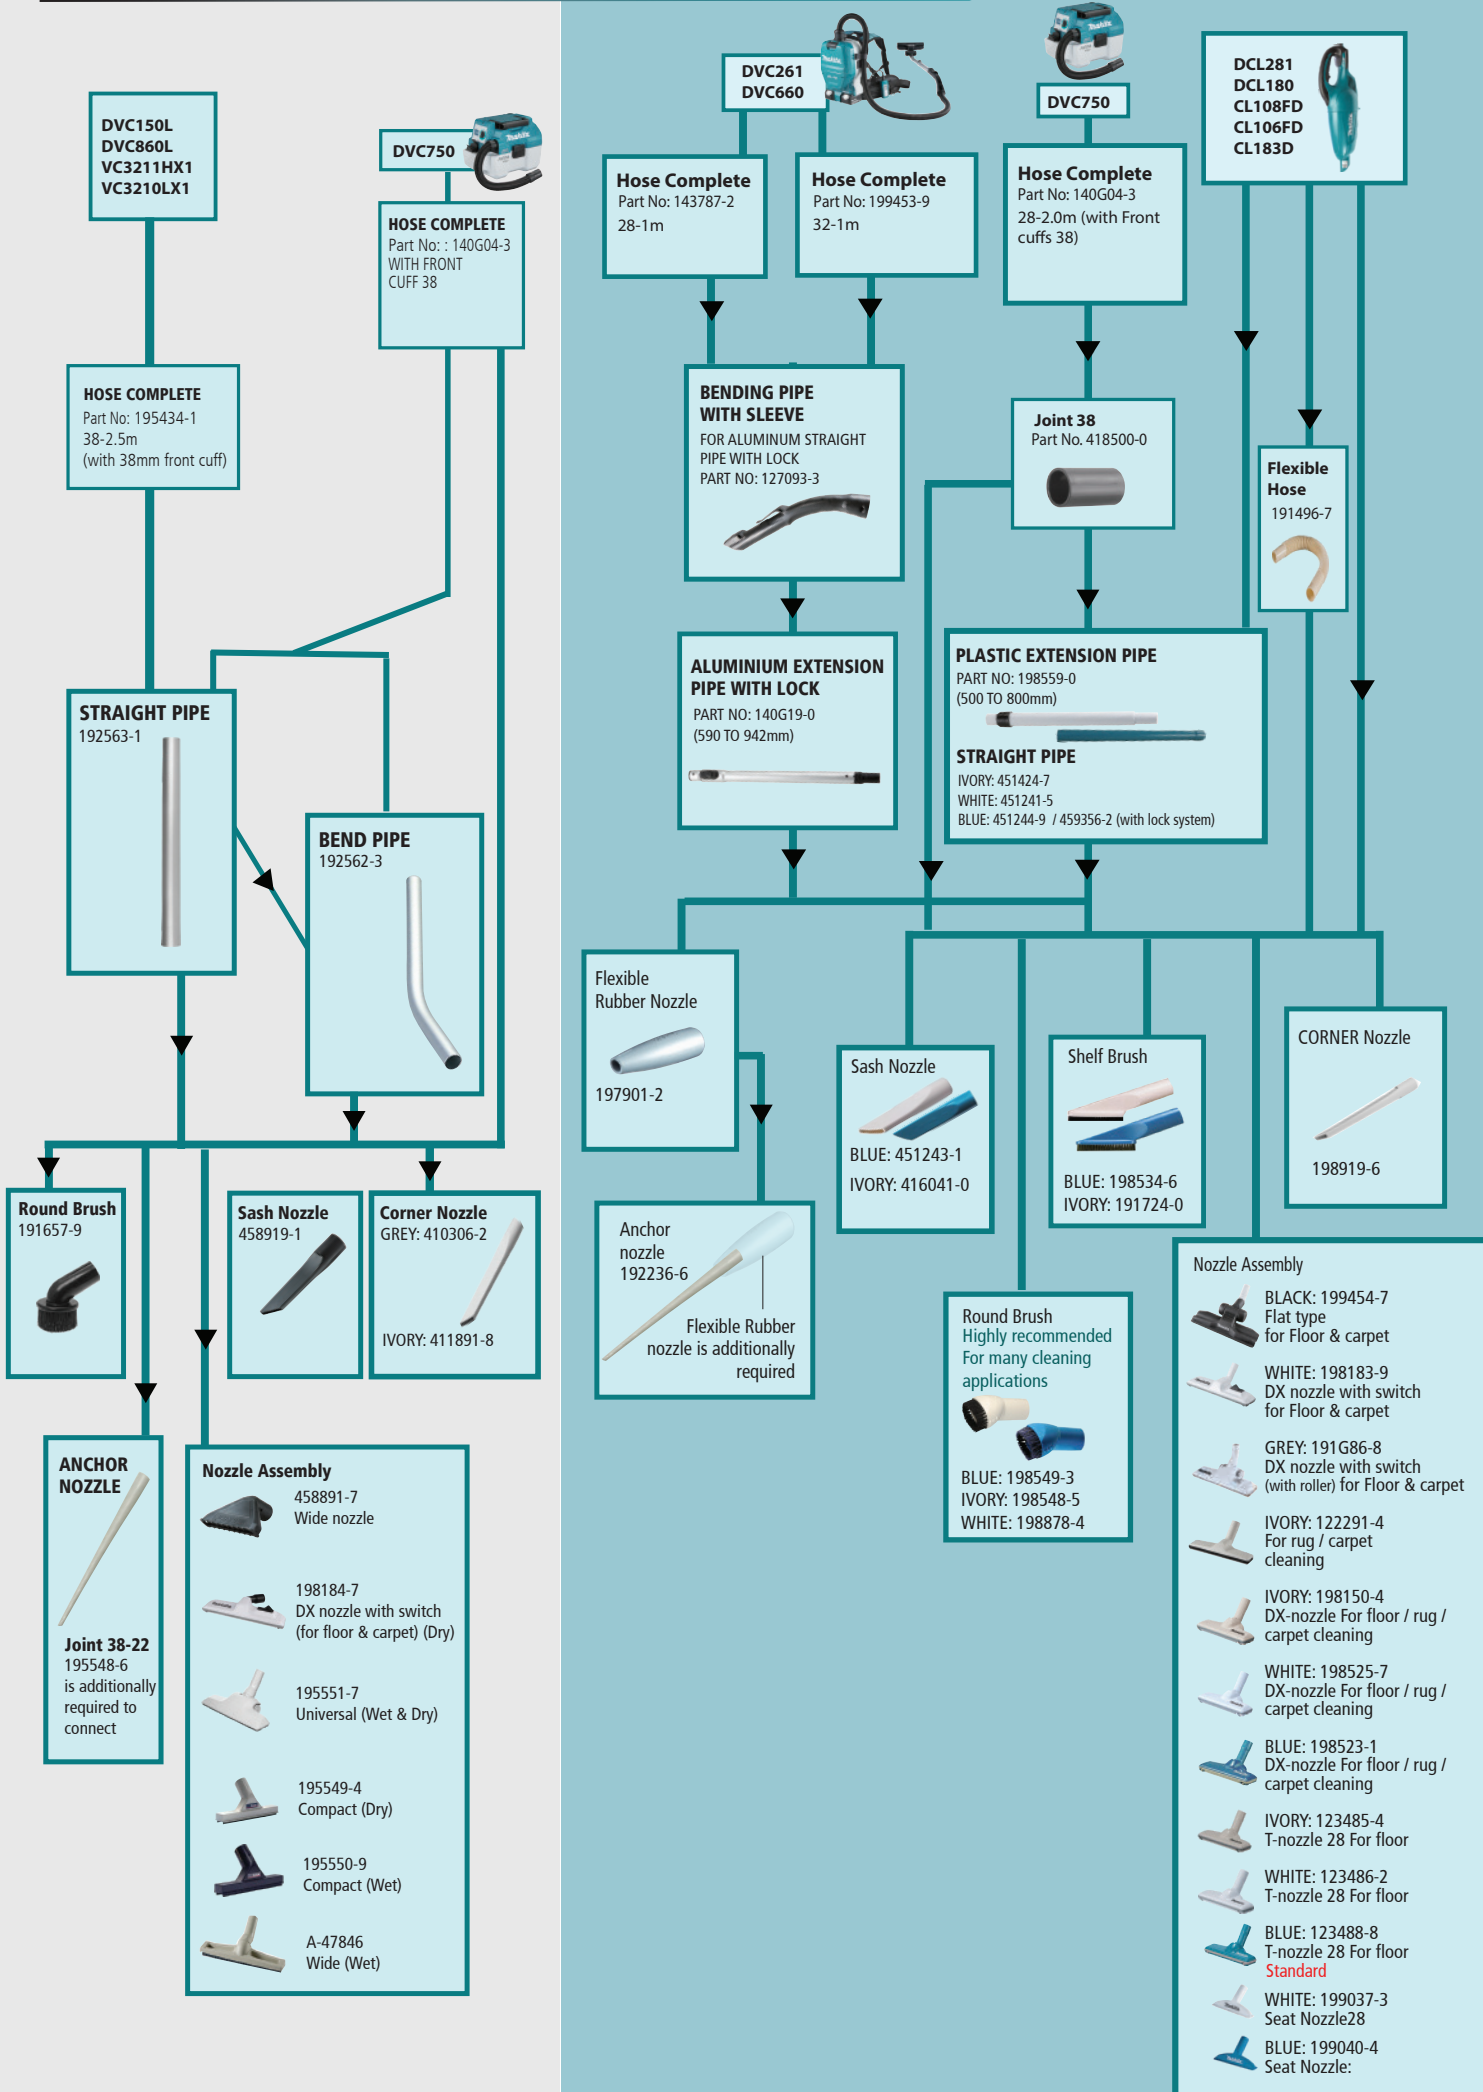 DVC150L
DVC860L
VC3211HX1
VC3210LX1
DVC750
HOSE COMPLETE
Part No: : 140G04-3
WITH FRONT
CUFF 38
HOSE COMPLETE
Part No: 195434-1
38-2.5m
(with 38mm front cuff)
STRAIGHT PIPE
192563-1
BEND PIPE
192562-3
Round Brush
191657-9
Sash Nozzle
458919-1
Corner Nozzle
GREY: 410306-2
IVORY: 411891-8
ANCHOR
NOZZLE
Joint 38-22
195548-6
is additionally
required to
connect
Nozzle Assembly
458891-7
Wide nozzle
198184-7
DX nozzle with switch
(for floor & carpet) (Dry)
195551-7
Universal (Wet & Dry)
195549-4
Compact (Dry)
195550-9
Compact (Wet)
A-47846
Wide (Wet)
DVC261
DVC660
Hose Complete
Part No: 143787-2
28-1m
Hose Complete
Part No: 199453-9
32-1m
DVC750
Hose Complete
Part No: 140G04-3
28-2.0m (with Front
cuffs 38)
DCL281
DCL180
CL108FD
CL106FD
CL183D
BENDING PIPE
WITH SLEEVE
FOR ALUMINUM STRAIGHT
PIPE WITH LOCK
PART NO: 127093-3
Joint 38
Part No. 418500-0
Flexible
Hose
191496-7
ALUMINIUM EXTENSION
PIPE WITH LOCK
PART NO: 140G19-0
(590 TO 942mm)
PLASTIC EXTENSION PIPE
PART NO: 198559-0
(500 TO 800mm)
STRAIGHT PIPE
IVORY: 451424-7
WHITE: 451241-5
BLUE: 451244-9 / 459356-2 (with lock system)
Flexible
Rubber Nozzle
197901-2
Anchor
nozzle
192236-6
Flexible Rubber
nozzle is additionally
required
Sash Nozzle
BLUE: 451243-1
IVORY: 416041-0
Shelf Brush
BLUE: 198534-6
IVORY: 191724-0
CORNER Nozzle
198919-6
Round Brush
Highly recommended
For many cleaning
applications
BLUE: 198549-3
IVORY: 198548-5
WHITE: 198878-4
Nozzle Assembly
BLACK: 199454-7
Flat type
for Floor & carpet
WHITE: 198183-9
DX nozzle with switch
for Floor & carpet
GREY: 191G86-8
DX nozzle with switch
(with roller) for Floor & carpet
IVORY: 122291-4
For rug / carpet
cleaning
IVORY: 198150-4
DX-nozzle For floor / rug /
carpet cleaning
WHITE: 198525-7
DX-nozzle For floor / rug /
carpet cleaning
BLUE: 198523-1
DX-nozzle For floor / rug /
carpet cleaning
IVORY: 123485-4
T-nozzle 28 For floor
WHITE: 123486-2
T-nozzle 28 For floor
BLUE: 123488-8
T-nozzle 28 For floor
Standard
WHITE: 199037-3
Seat Nozzle28
BLUE: 199040-4
Seat Nozzle: